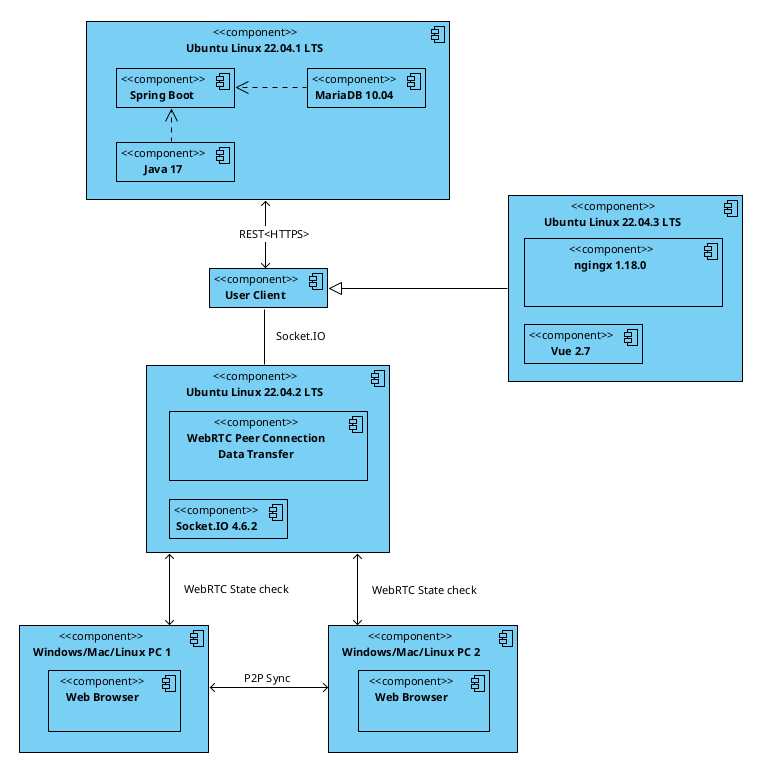 <<component>>
Ubuntu Linux 22.04.1 LTS
<<component>>
Spring Boot
<<component>>
MariaDB 10.04
<<component>>
Java 17
REST<HTTPS>
<<component>>
User Client
<<component>>
Ubuntu Linux 22.04.3 LTS
<<component>>
ngingx 1.18.0
<<component>>
Vue 2.7
Socket.IO
<<component>>
Ubuntu Linux 22.04.2 LTS
<<component>>
WebRTC Peer Connection
Data Transfer
<<component>>
Socket.IO 4.6.2
WebRTC State check
WebRTC State check
<<component>>
Windows/Mac/Linux PC 1
<<component>>
Web Browser
P2P Sync
<<component>>
Windows/Mac/Linux PC 2
<<component>>
Web Browser